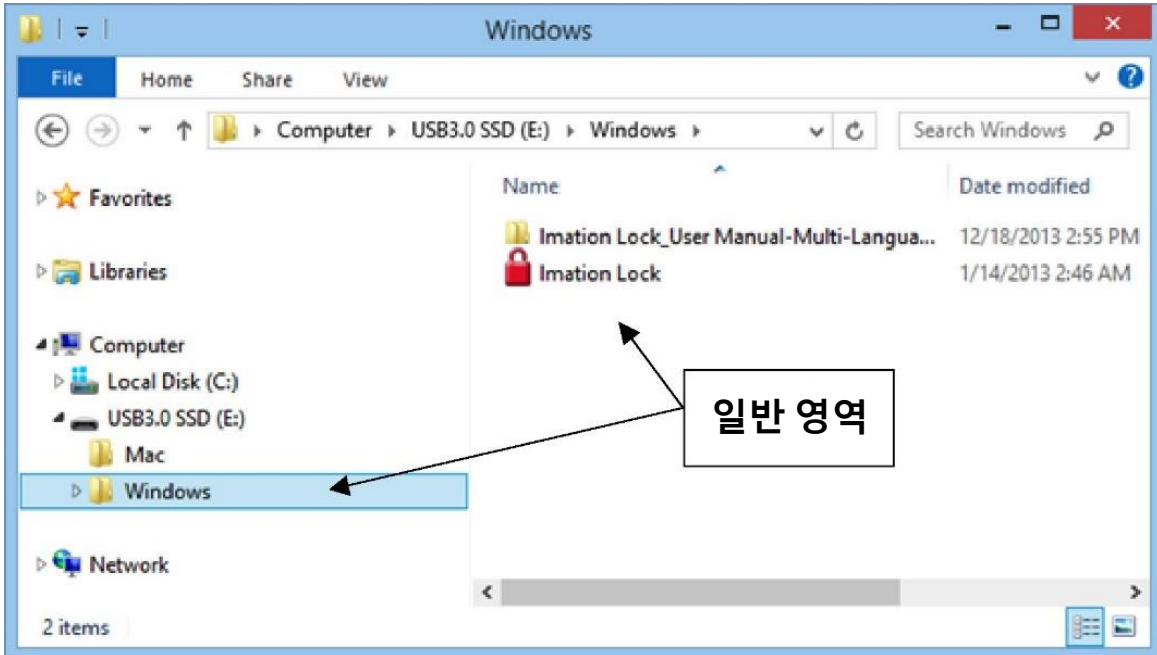 Windows
File Home Share View
Computer USB3.0 SSD (E:) Windows Search Windows
Name Date modified
Favorites
Imation Lock_User Manual-Multi-Langua... 12/18/2013 2:55 PM
Libraries
Imation Lock 1/14/2013 2:46 AM
Computer
Local Disk (C:)
일반 영역
USB3.0 SSD (E:)
Mac
Windows
Network
2 items